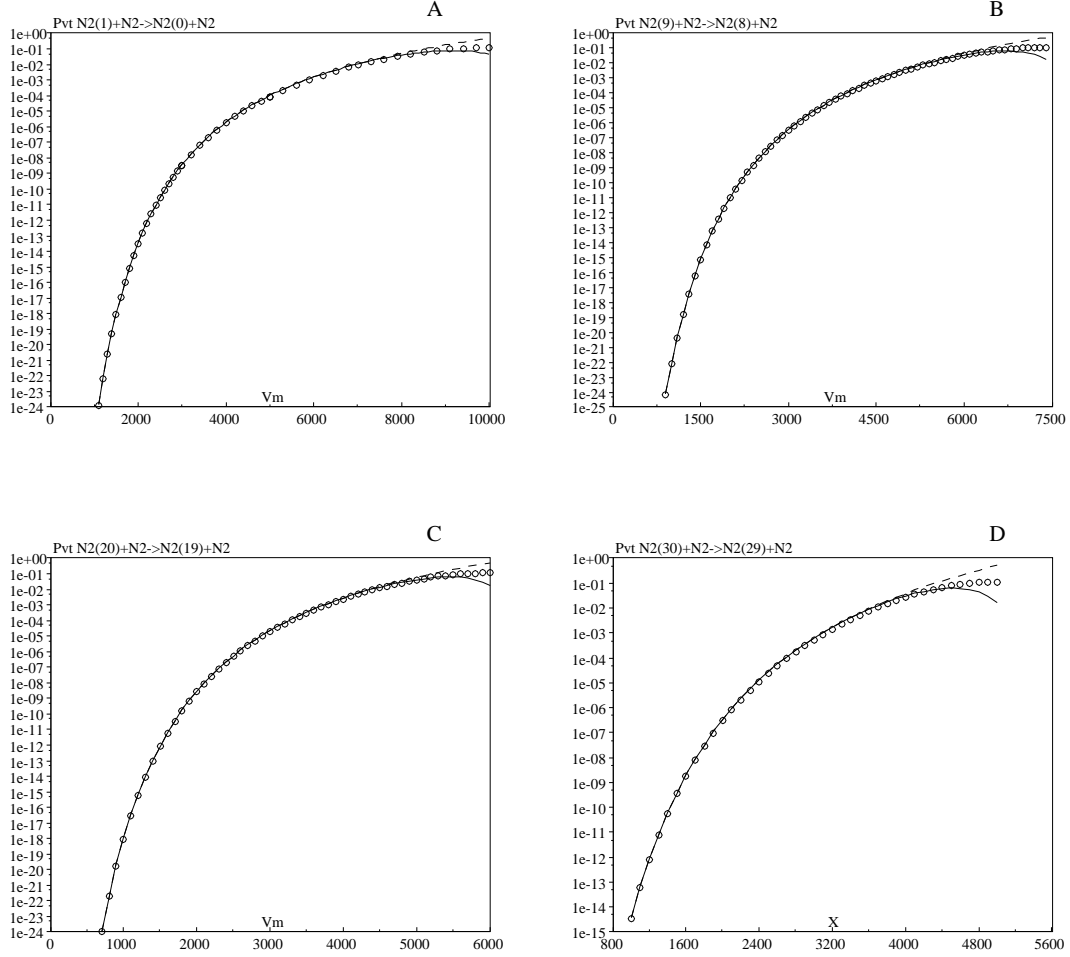 A
Pvt N2(1)+N2->N2(0)+N2
1e+00
1e-01
1e-02
1e-03
1e-04
1e-05
1e-06
1e-07
1e-08
1e-09
1e-10
1e-11
1e-12
1e-13
1e-14
1e-15
1e-16
1e-17
1e-18
1e-19
1e-20
1e-21
1e-22
1e-23
1e-24
Vm
0 2000 4000 6000 8000 10000
B
Pvt N2(9)+N2->N2(8)+N2
1e+00
1e-01
1e-02
1e-03
1e-04
1e-05
1e-06
1e-07
1e-08
1e-09
1e-10
1e-11
1e-12
1e-13
1e-14
1e-15
1e-16
1e-17
1e-18
1e-19
1e-20
1e-21
1e-22
1e-23
1e-24
1e-25
Vm
0 1500 3000 4500 6000 7500
C
Pvt N2(20)+N2->N2(19)+N2
1e+00
1e-01
1e-02
1e-03
1e-04
1e-05
1e-06
1e-07
1e-08
1e-09
1e-10
1e-11
1e-12
1e-13
1e-14
1e-15
1e-16
1e-17
1e-18
1e-19
1e-20
1e-21
1e-22
1e-23
1e-24
Vm
0 1000 2000 3000 4000 5000 6000
D
Pvt N2(30)+N2->N2(29)+N2
1e+00
1e-01
1e-02
1e-03
1e-04
1e-05
1e-06
1e-07
1e-08
1e-09
1e-10
1e-11
1e-12
1e-13
1e-14
1e-15
X
800 1600 2400 3200 4000 4800 5600